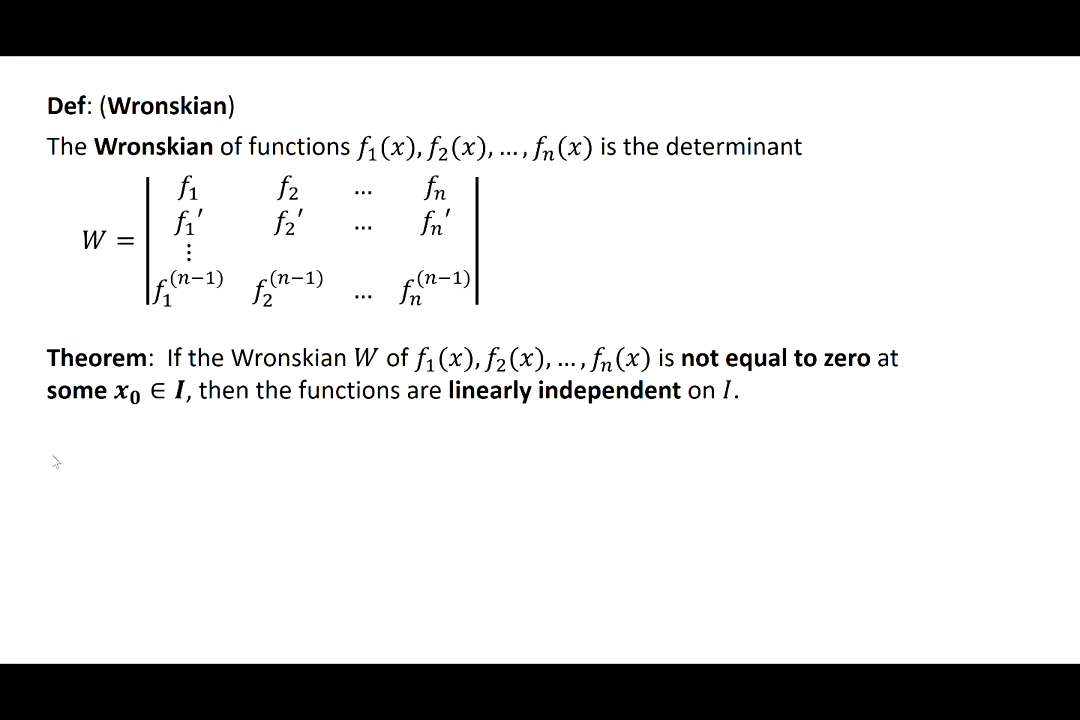 Def: (Wronskian)
The Wronskian of functions f₁(x), f₂(x), … , fₙ(x) is the determinant
f₁ f₂ … fₙ
f₁′ f₂′ … fₙ′
W =
⋮
f₁⁽ⁿ⁻¹⁾ f₂⁽ⁿ⁻¹⁾ … fₙ⁽ⁿ⁻¹⁾
Theorem: If the Wronskian W of f₁(x), f₂(x), … , fₙ(x) is not equal to zero at
some x₀ ∈ I, then the functions are linearly independent on I.